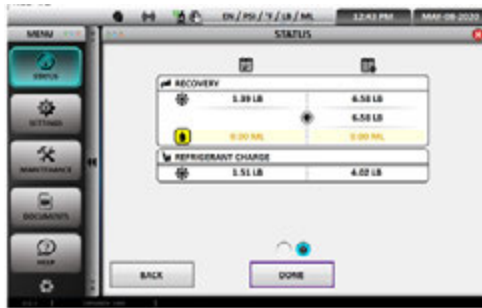 EN / PSI / °F / LB / ML
12:43 PM
MAY-08-2020
MENU
STATUS
STATUS
SETTINGS
MAINTENANCE
DOCUMENTS
HELP
RECOVERY
1.39 LB
6.58 LB
6.58 LB
0.00 ML
0.00 ML
REFRIGERANT CHARGE
1.51 LB
4.02 LB
BACK
DONE